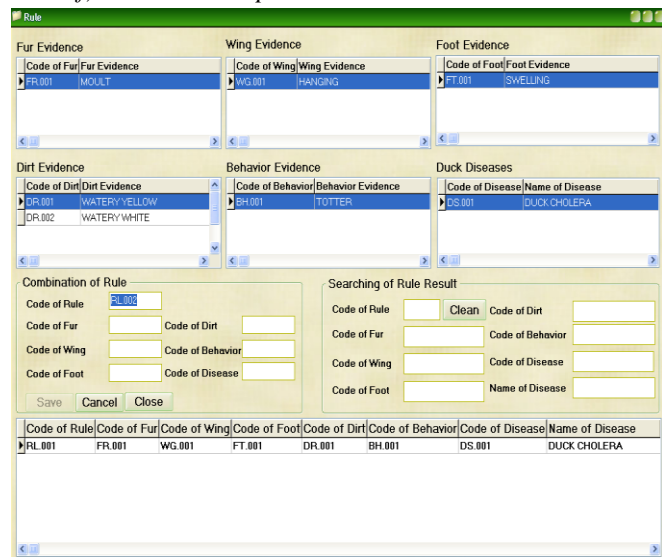 Rule
Fur Evidence Wing Evidence Foot Evidence
Code of Fur Fur Evidence Code of Wing Wing Evidence Code of Foot Foot Evidence
FR.001 MOULT WG.001 HANGING FT.001 SWELLING
Dirt Evidence Behavior Evidence Duck Diseases
Code of Dirt Dirt Evidence Code of Behavior Behavior Evidence Code of Disease Name of Disease
DR.001 WATERY YELLOW BH.001 TOTTER DS.001 DUCK CHOLERA
DR.002 WATERY WHITE
Combination of Rule Searching of Rule Result
Code of Rule RL.002 Code of Rule Clean Code of Dirt
Code of Fur Code of Dirt Code of Fur Code of Behavior
Code of Wing Code of Behavior Code of Wing Code of Disease
Code of Foot Code of Disease Code of Foot Name of Disease
Save Cancel Close
Code of Rule Code of Fur Code of Wing Code of Foot Code of Dirt Code of Behavior Code of Disease Name of Disease
RL.001 FR.001 WG.001 FT.001 DR.001 BH.001 DS.001 DUCK CHOLERA